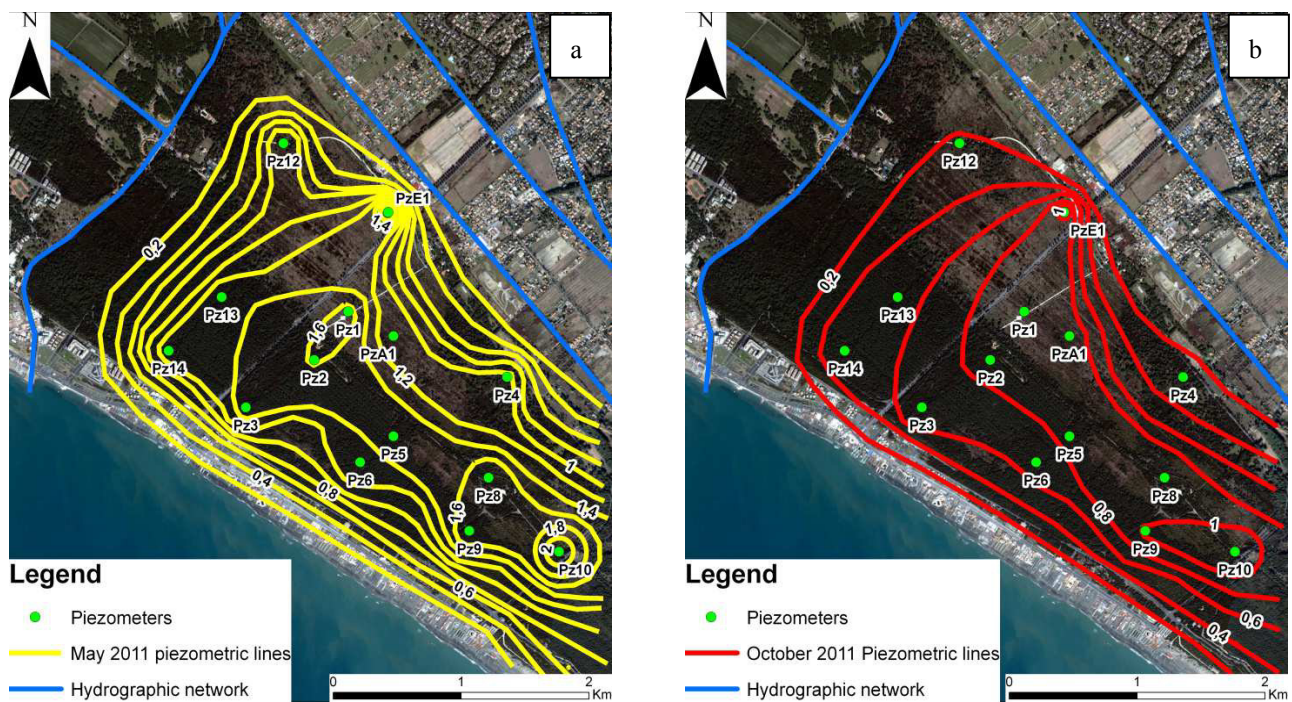 N
a
Pz12
PzE1
1,4
0,2
Pz13
Pz1
1,6
PzA1
Pz2
1,2
Pz14
Pz4
Pz3
Pz5
Pz6
1
0,4
0,8
Pz8
1,6
1,4
1,8
Pz9
2
Pz10
0,6
Legend
Piezometers
May 2011 piezometric lines
Hydrographic network
0 1 2
Km
N
b
Pz12
1
PzE1
0,2
Pz13
Pz1
PzA1
Pz14
Pz2
Pz4
Pz3
Pz5
Pz6
Pz8
0,8
1
Pz9
Pz10
0,6
0,4
Legend
Piezometers
October 2011 Piezometric lines
Hydrographic network
0 1 2
Km